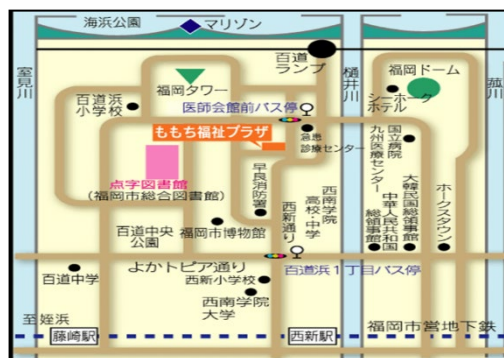 海浜公園
マリゾン
百道
ランプ
室見川
樋井川
福岡タワー
福岡ドーム
百道浜
小学校
医師会館前バス停
シーホーク
ホテル
ももち福祉プラザ
急患
診療センター
国立病院
九州医療センター
大韓民国総領事館
中華人民共和国
総領事館
ホークスタウン
点字図書館
(福岡市総合図書館)
早良消防署
西新通り
西南学院
高校・中学
百道中央
公園
福岡市博物館
百道中学
よかトピア通り
百道浜1丁目バス停
西新小学校
西南学院
大学
至姪浜
福岡市営地下鉄
藤崎駅
西新駅